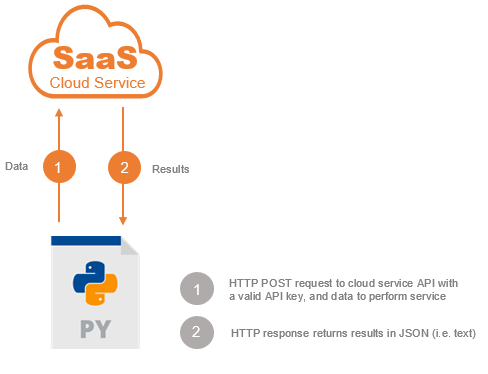 SaaS
Cloud Service
Data
1
2
Results
PY
1
HTTP POST request to cloud service API with
a valid API key, and data to perform service
2
HTTP response returns results in JSON (i.e. text)